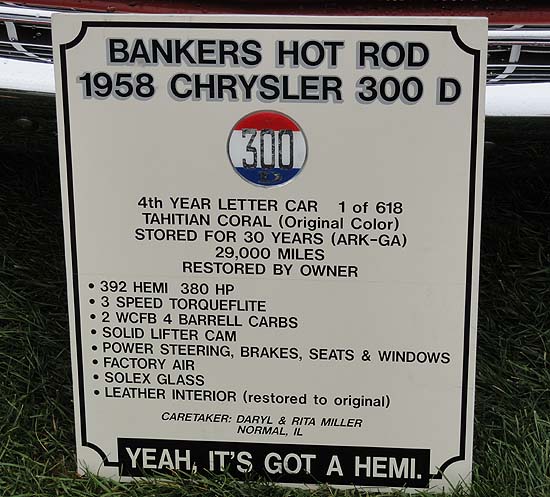 BANKERS HOT ROD
1958 CHRYSLER 300 D
300
4th YEAR LETTER CAR 1 of 618
TAHITIAN CORAL (Original Color)
STORED FOR 30 YEARS (ARK-GA)
29,000 MILES
RESTORED BY OWNER
• 392 HEMI 380 HP
• 3 SPEED TORQUEFLITE
• 2 WCFB 4 BARRELL CARBS
• SOLID LIFTER CAM
• POWER STEERING, BRAKES, SEATS & WINDOWS
• FACTORY AIR
• SOLEX GLASS
• LEATHER INTERIOR (restored to original)
CARETAKER: DARYL & RITA MILLER
NORMAL, IL
YEAH, IT'S GOT A HEMI.